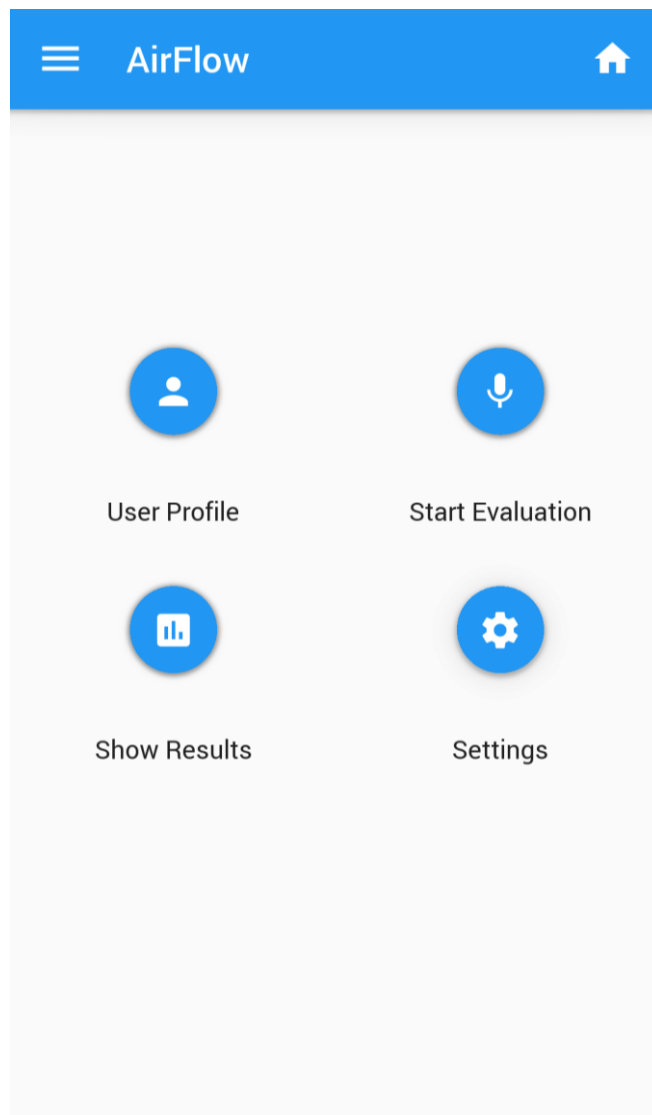 AirFlow
User Profile
Start Evaluation
Show Results
Settings